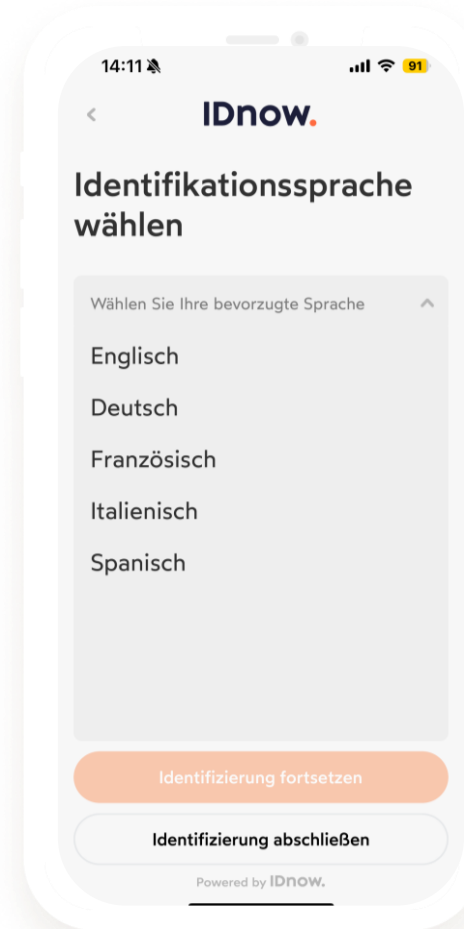 14:11
91
IDnow.
Identifikationssprache
wählen
Wählen Sie Ihre bevorzugte Sprache
Englisch
Deutsch
Französisch
Italienisch
Spanisch
Identifizierung fortsetzen
Identifizierung abschließen
Powered by IDnow.